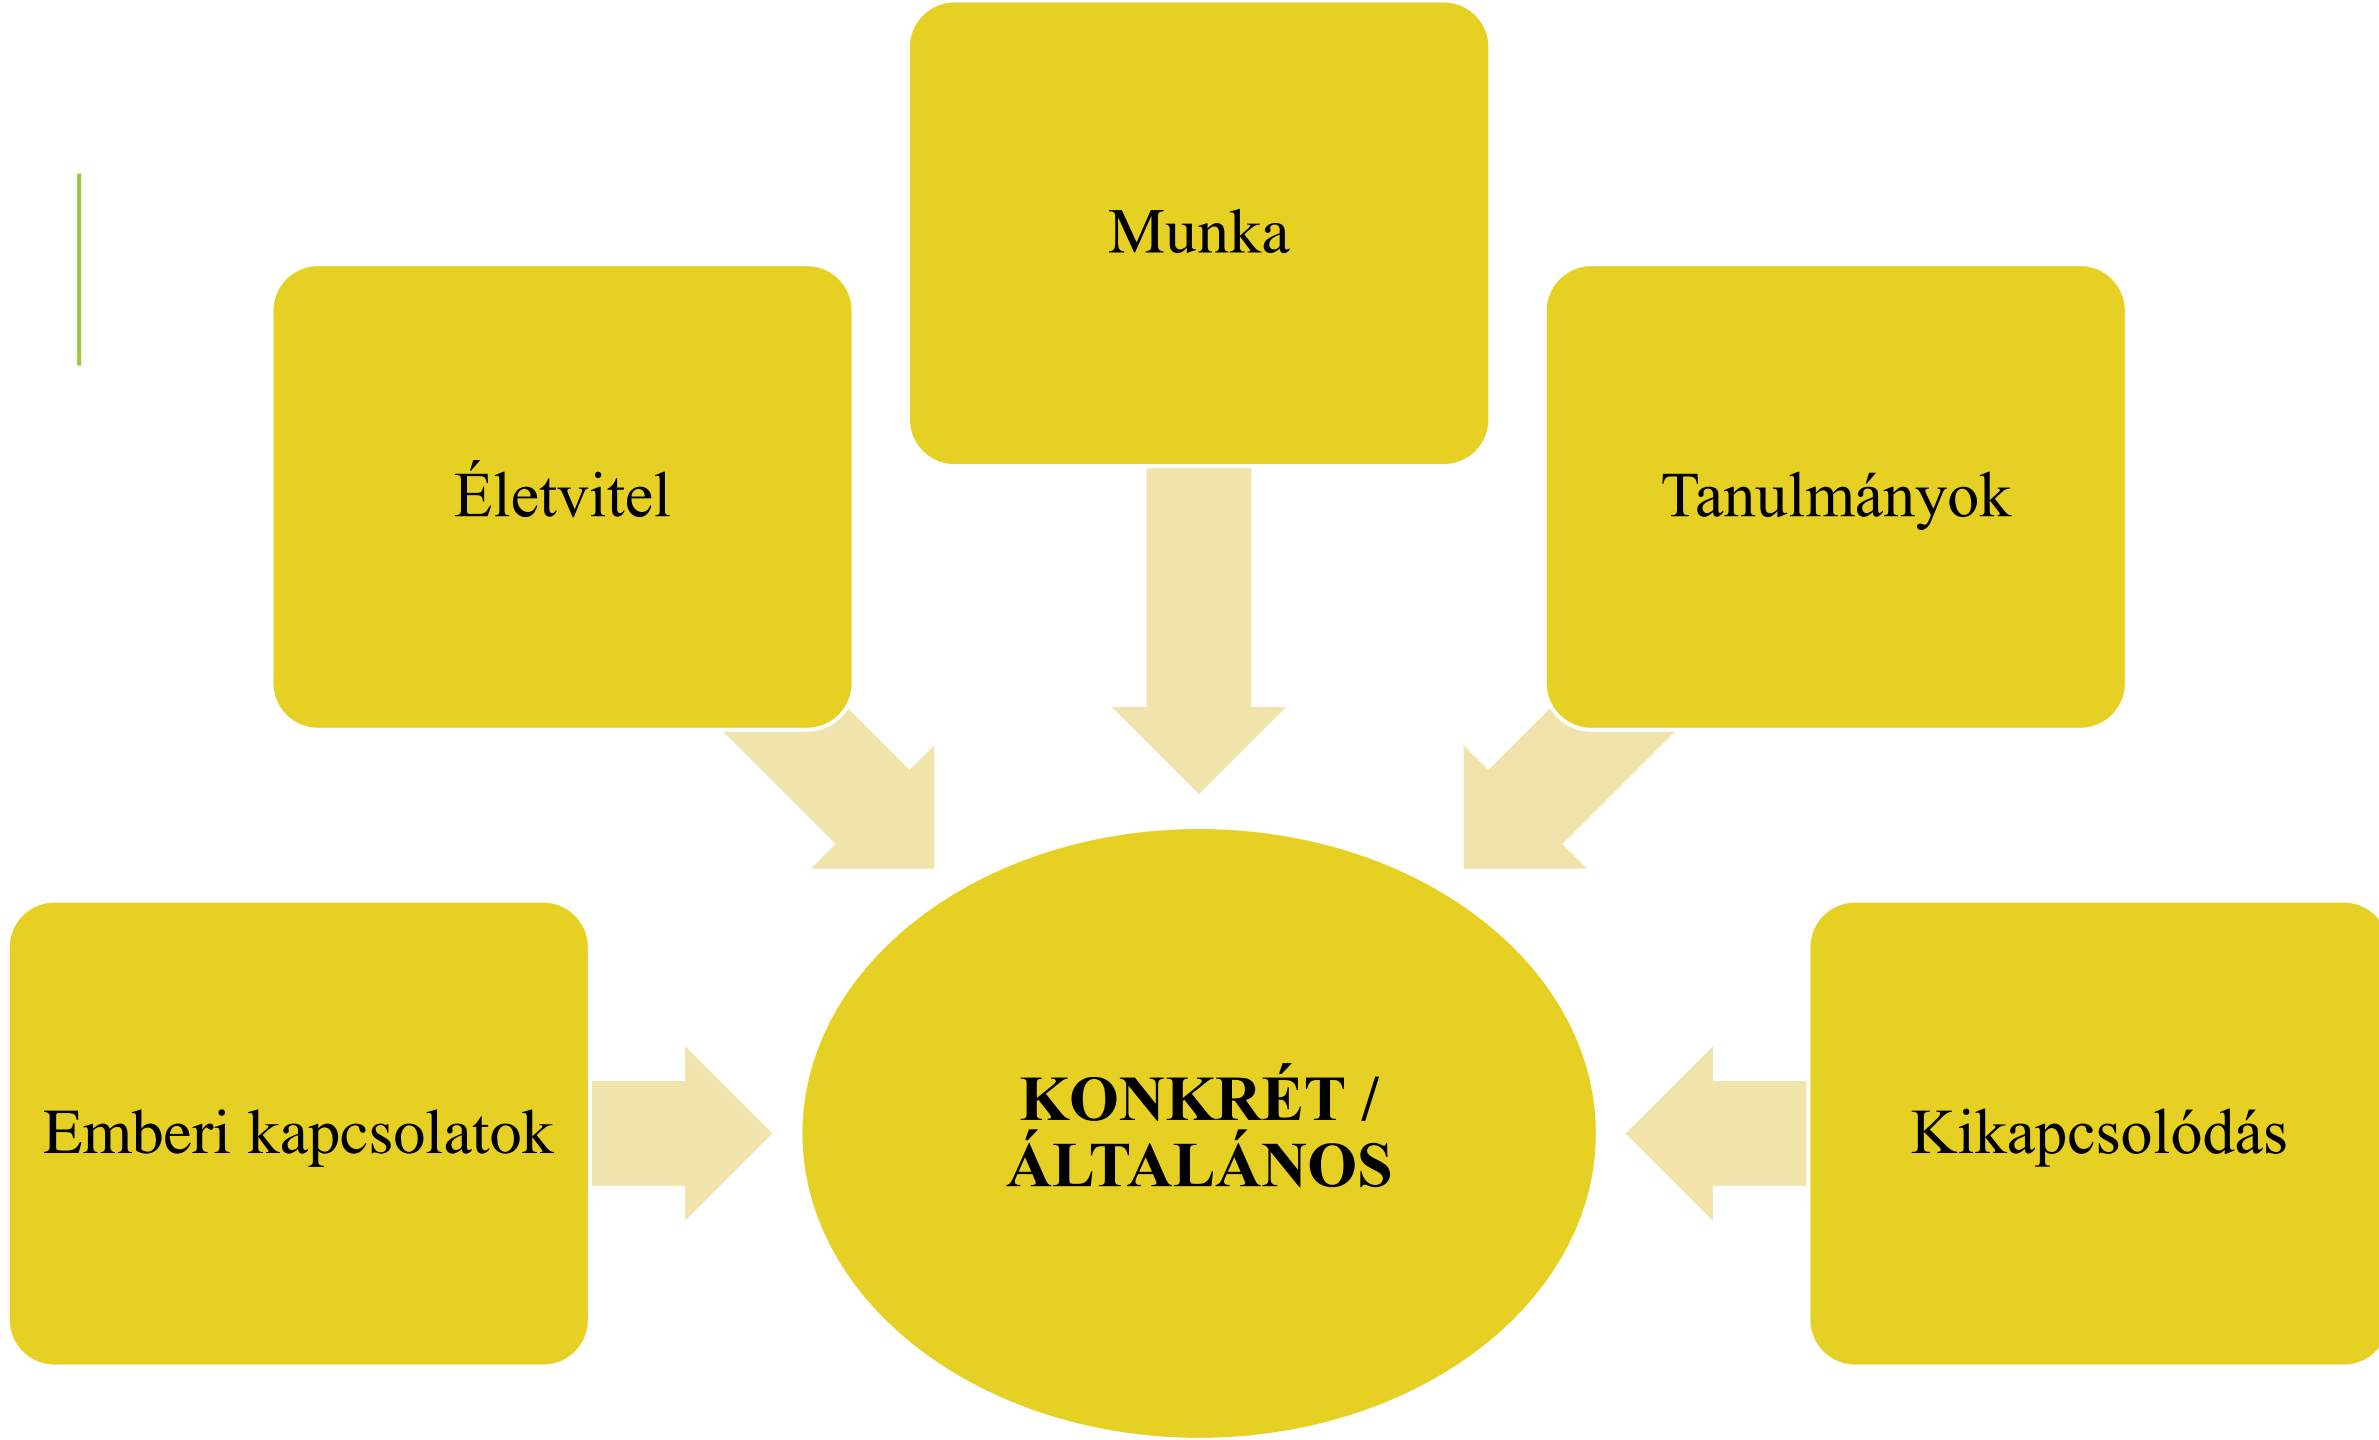 Munka
Életvitel
Tanulmányok
Emberi kapcsolatok
KONKRÉT /
ÁLTALÁNOS
Kikapcsolódás